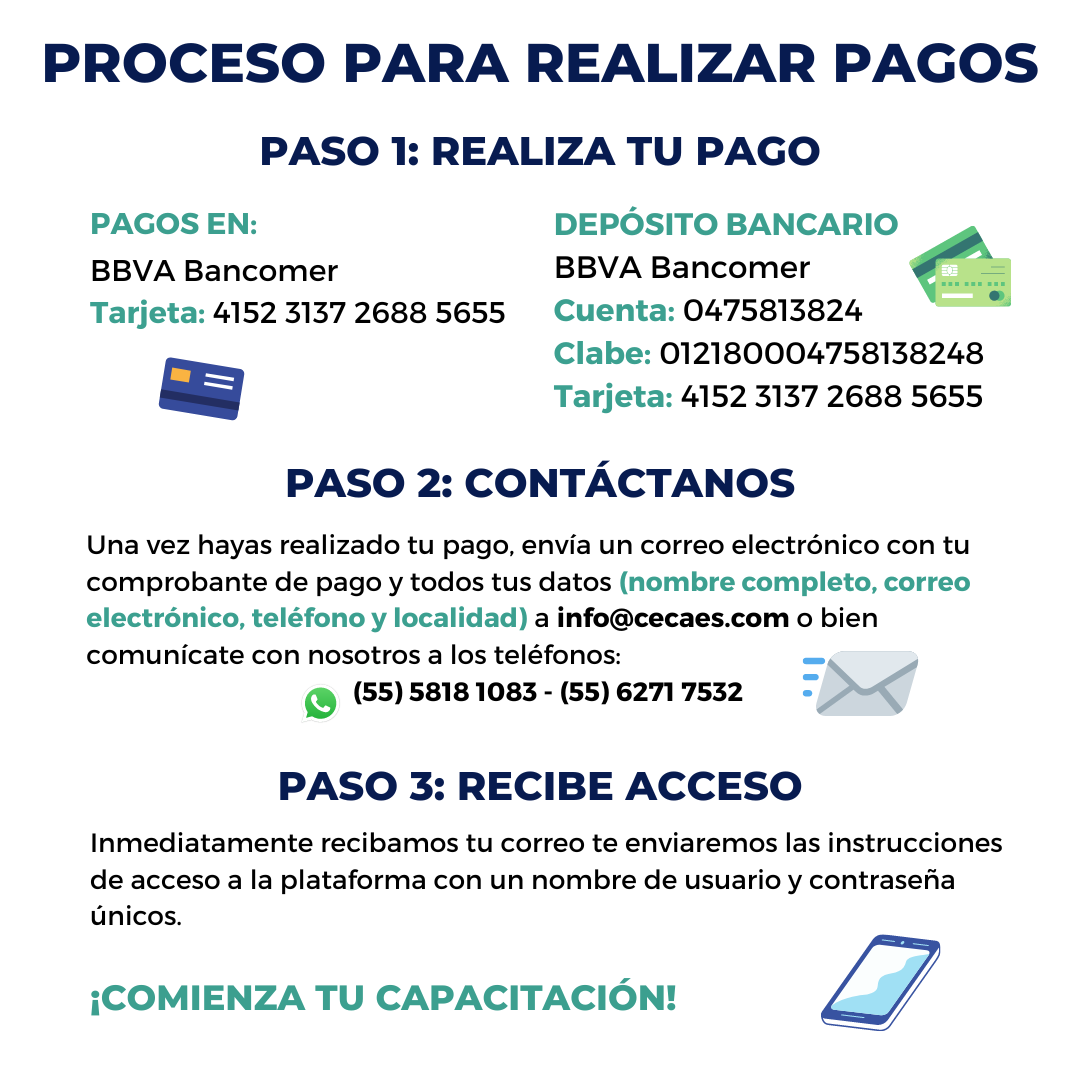 PROCESO PARA REALIZAR PAGOS
PASO 1: REALIZA TU PAGO
PAGOS EN:
BBVA Bancomer
Tarjeta: 4152 3137 2688 5655
DEPÓSITO BANCARIO
BBVA Bancomer
Cuenta: 0475813824
Clabe: 012180004758138248
Tarjeta: 4152 3137 2688 5655
PASO 2: CONTÁCTANOS
Una vez hayas realizado tu pago, envía un correo electrónico con tu
comprobante de pago y todos tus datos (nombre completo, correo
electrónico, teléfono y localidad) a info@cecaes.com o bien
comunícate con nosotros a los teléfonos:
(55) 5818 1083 - (55) 6271 7532
PASO 3: RECIBE ACCESO
Inmediatamente recibamos tu correo te enviaremos las instrucciones
de acceso a la plataforma con un nombre de usuario y contraseña
únicos.
¡COMIENZA TU CAPACITACIÓN!